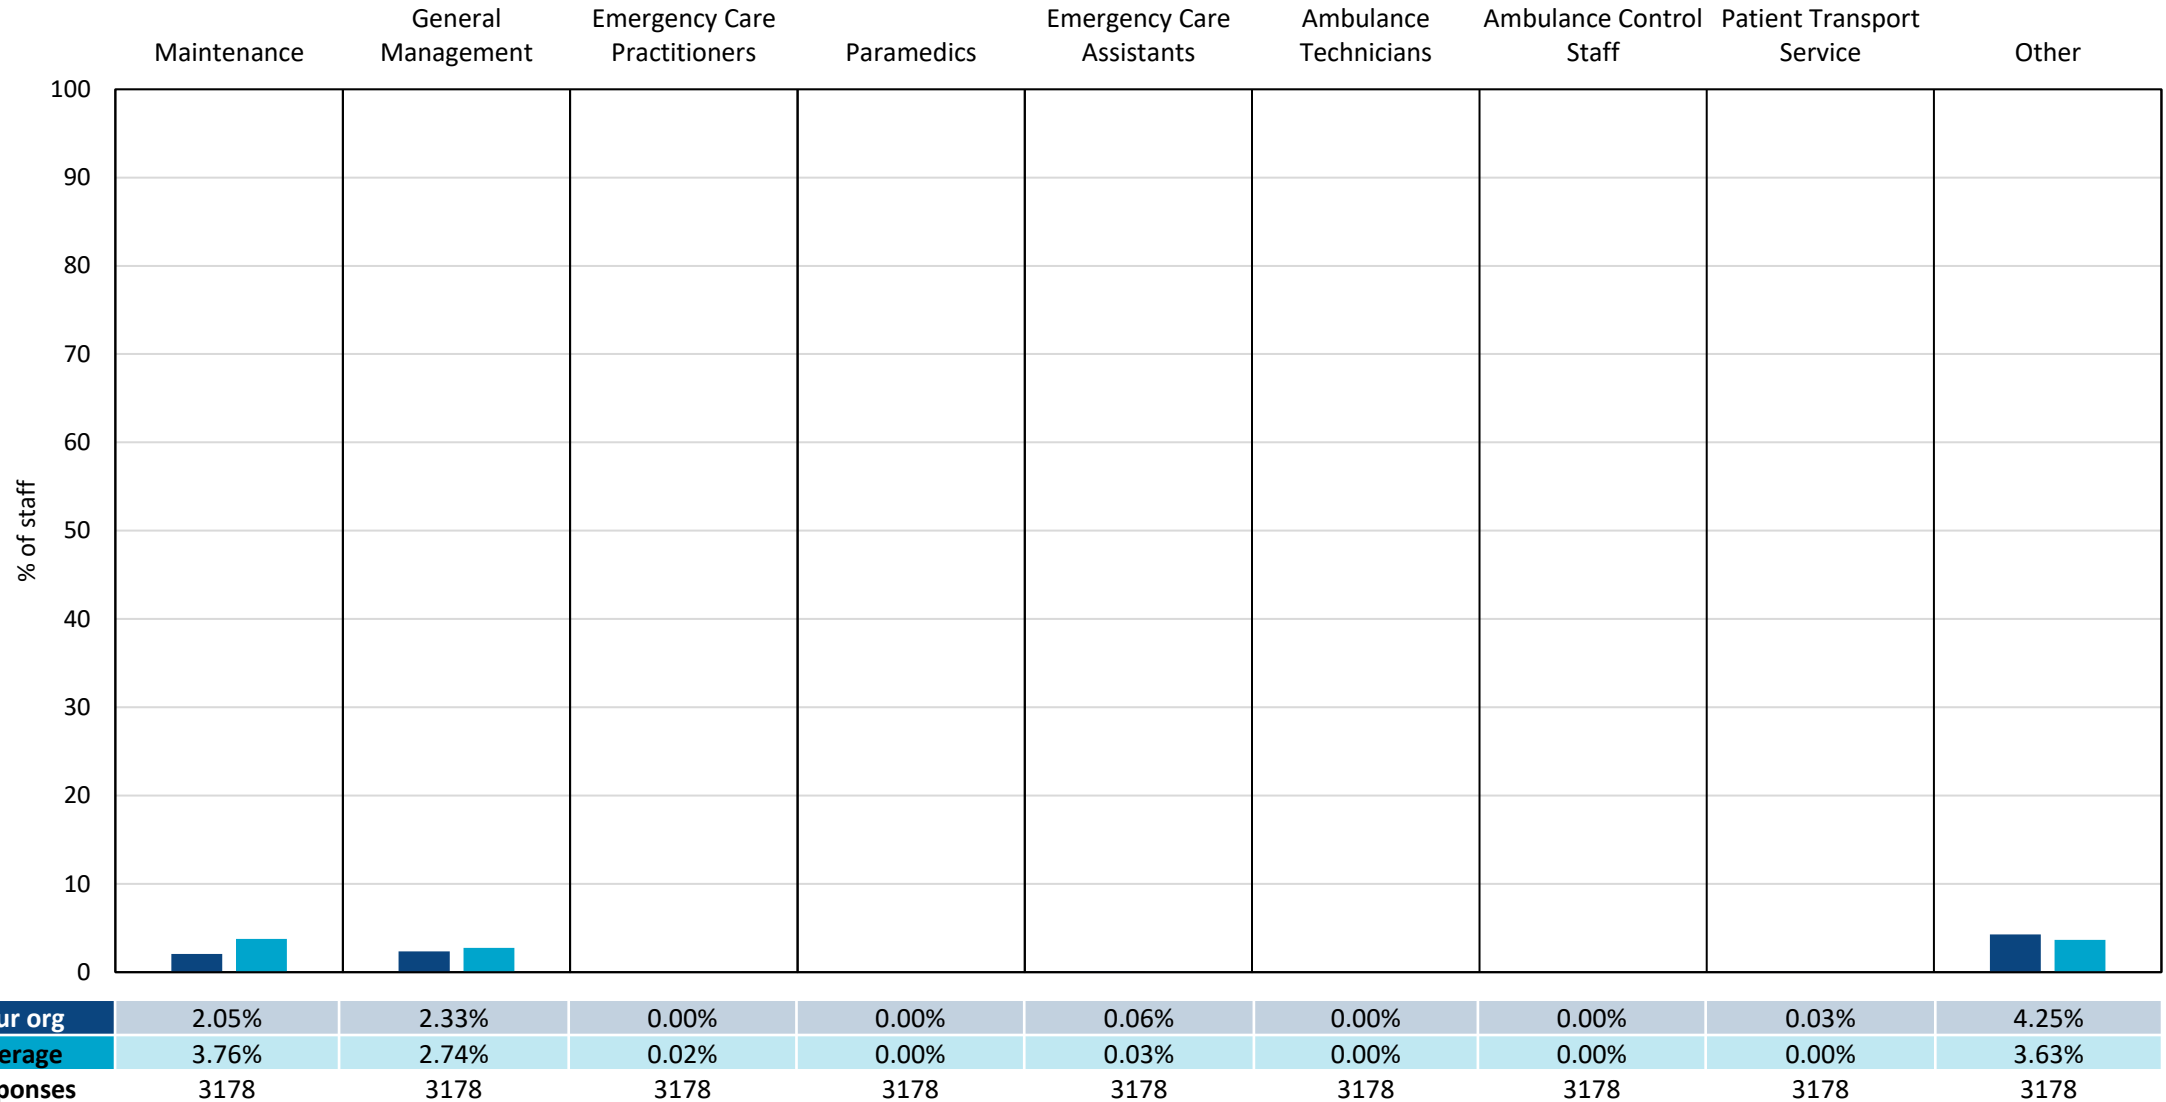 Maintenance
General
Management
Emergency Care
Practitioners
Paramedics
Emergency Care
Assistants
Ambulance
Technicians
Ambulance Control
Staff
Patient Transport
Service
Other
% of staff
100
90
80
70
60
50
40
30
20
10
0
ur org 2.05% 2.33% 0.00% 0.00% 0.06% 0.00% 0.00% 0.03% 4.25%
erage 3.76% 2.74% 0.02% 0.00% 0.03% 0.00% 0.00% 0.00% 3.63%
ponses 3178 3178 3178 3178 3178 3178 3178 3178 3178